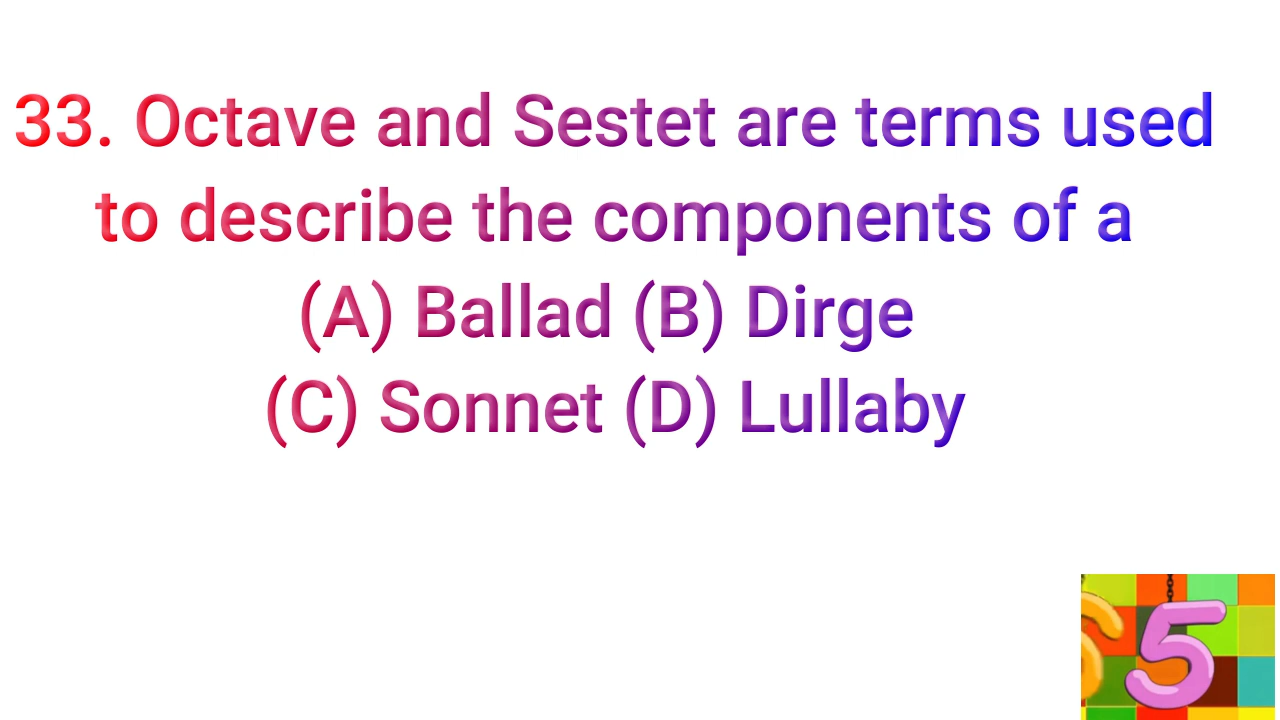 33. Octave and Sestet are terms used
to describe the components of a
(A) Ballad (B) Dirge
(C) Sonnet (D) Lullaby
5